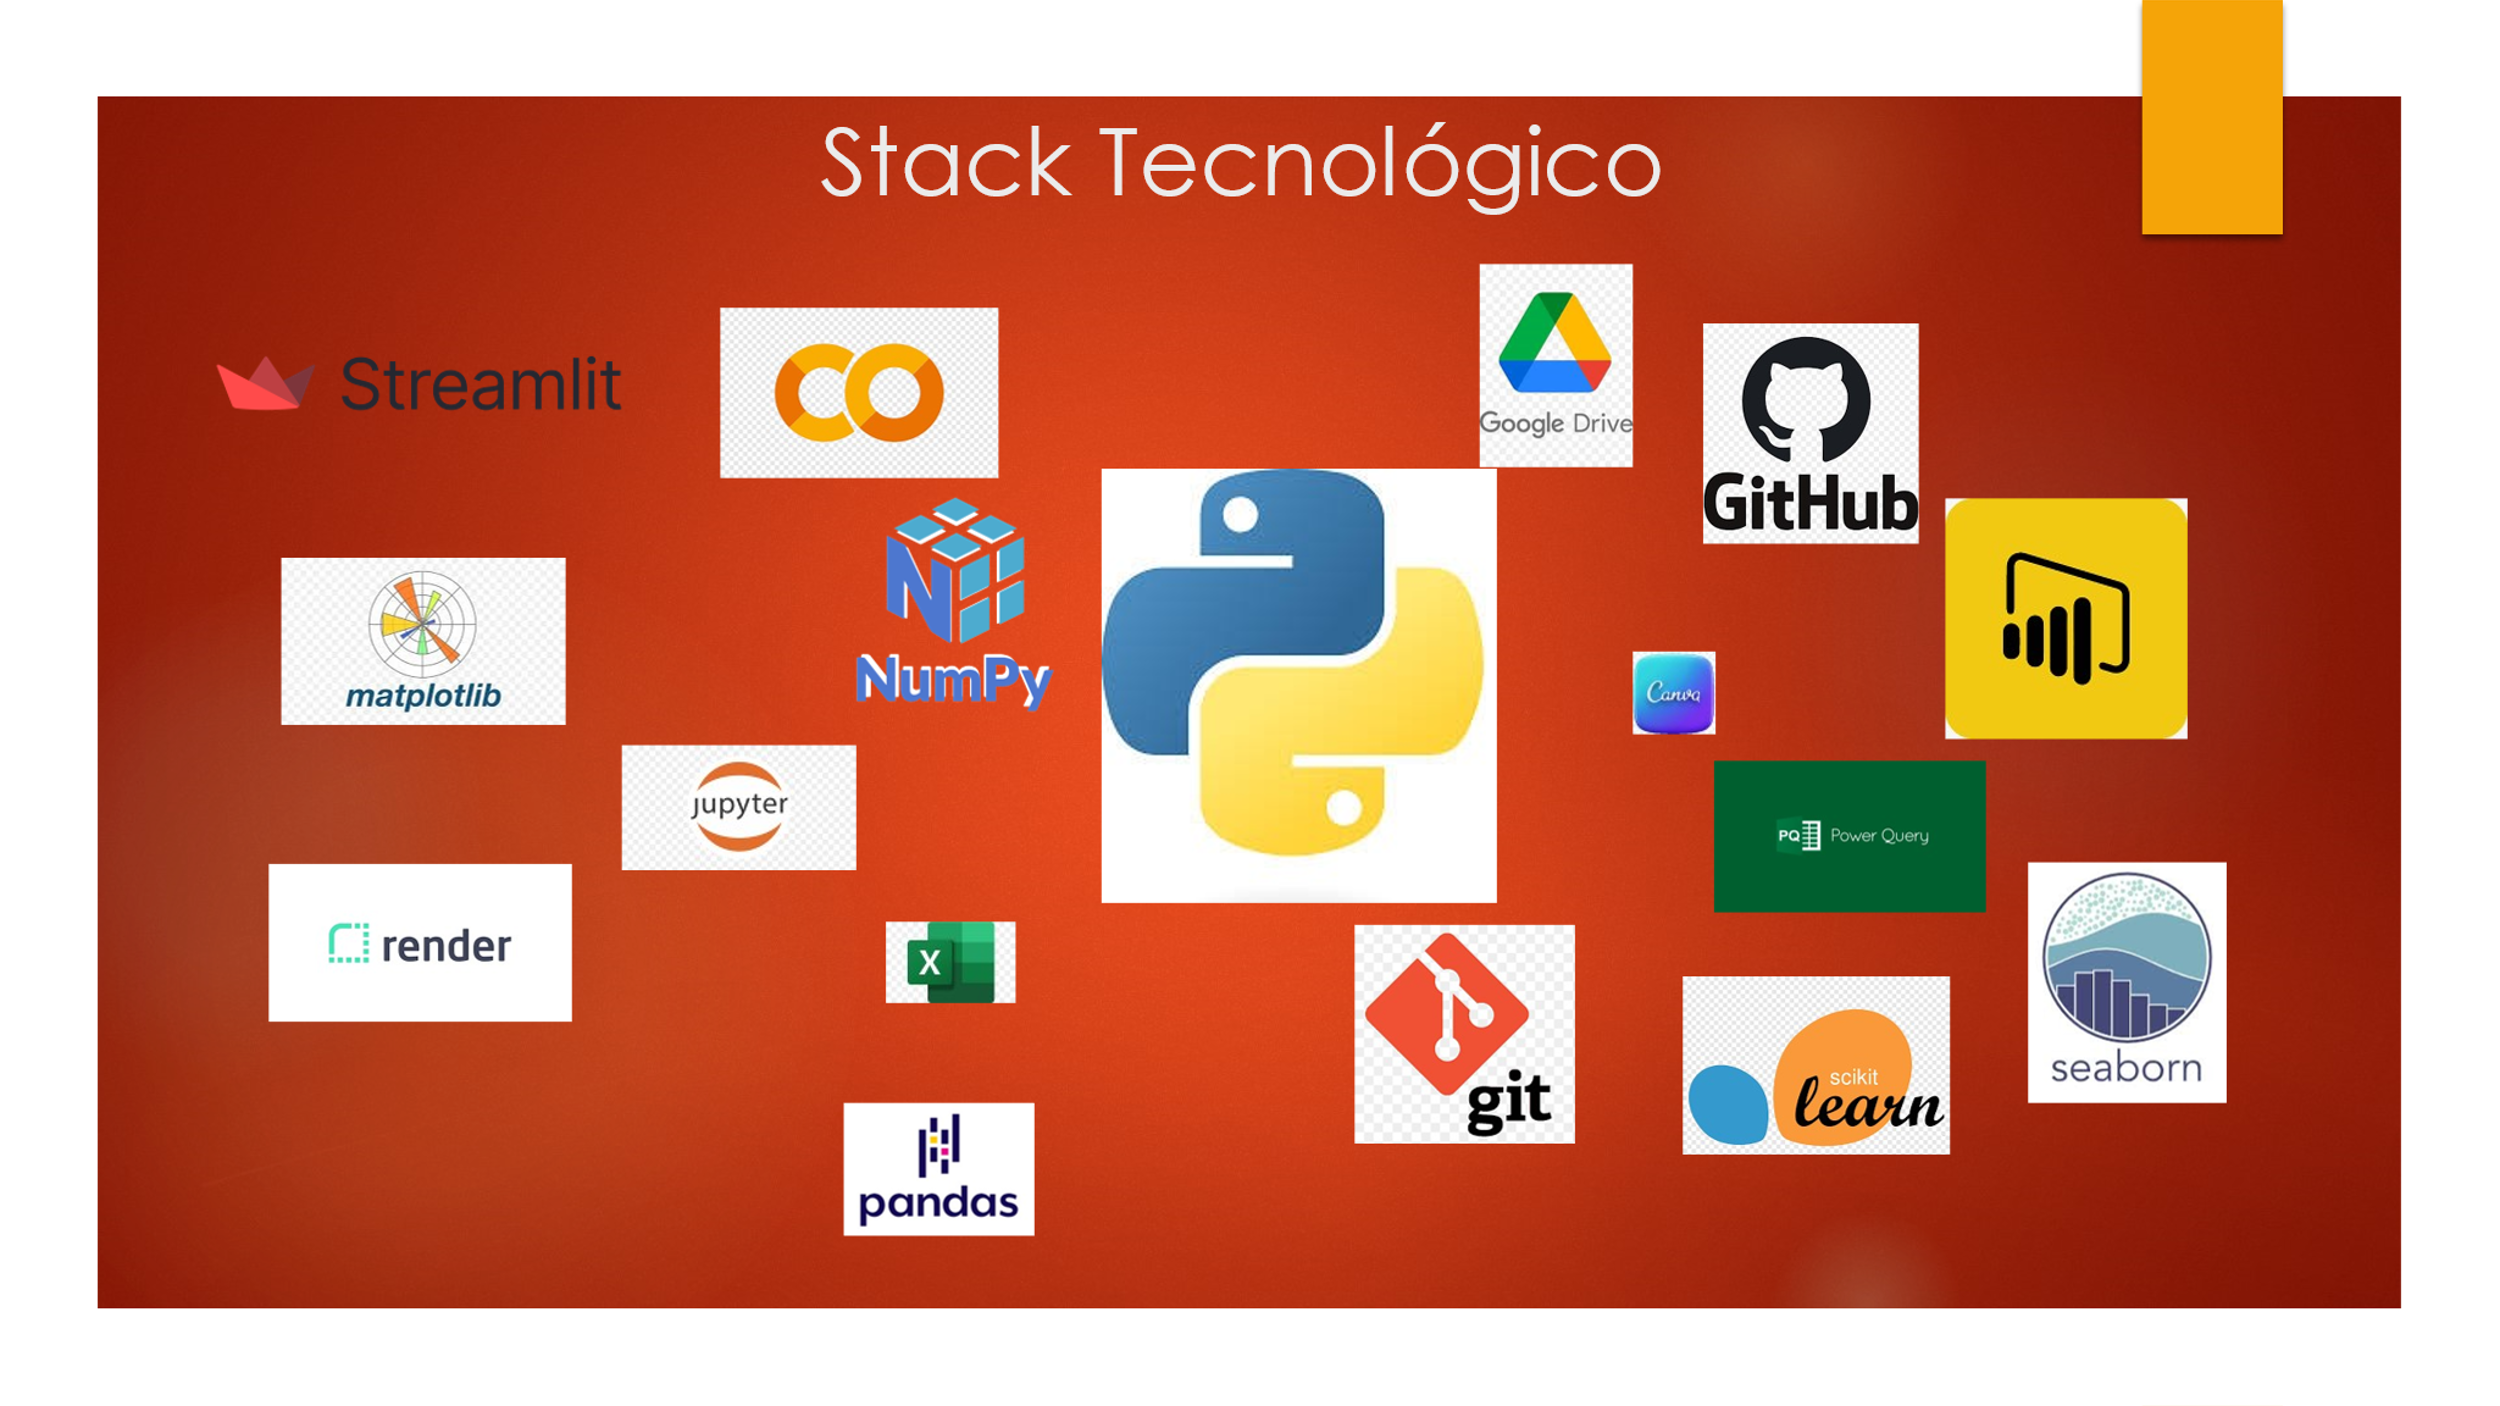 Stack Tecnológico
Streamlit
CO
Google Drive
GitHub
matplotlib
NumPy
Canva
jupyter
PQ Power Query
render
X
git
scikit
learn
seaborn
pandas